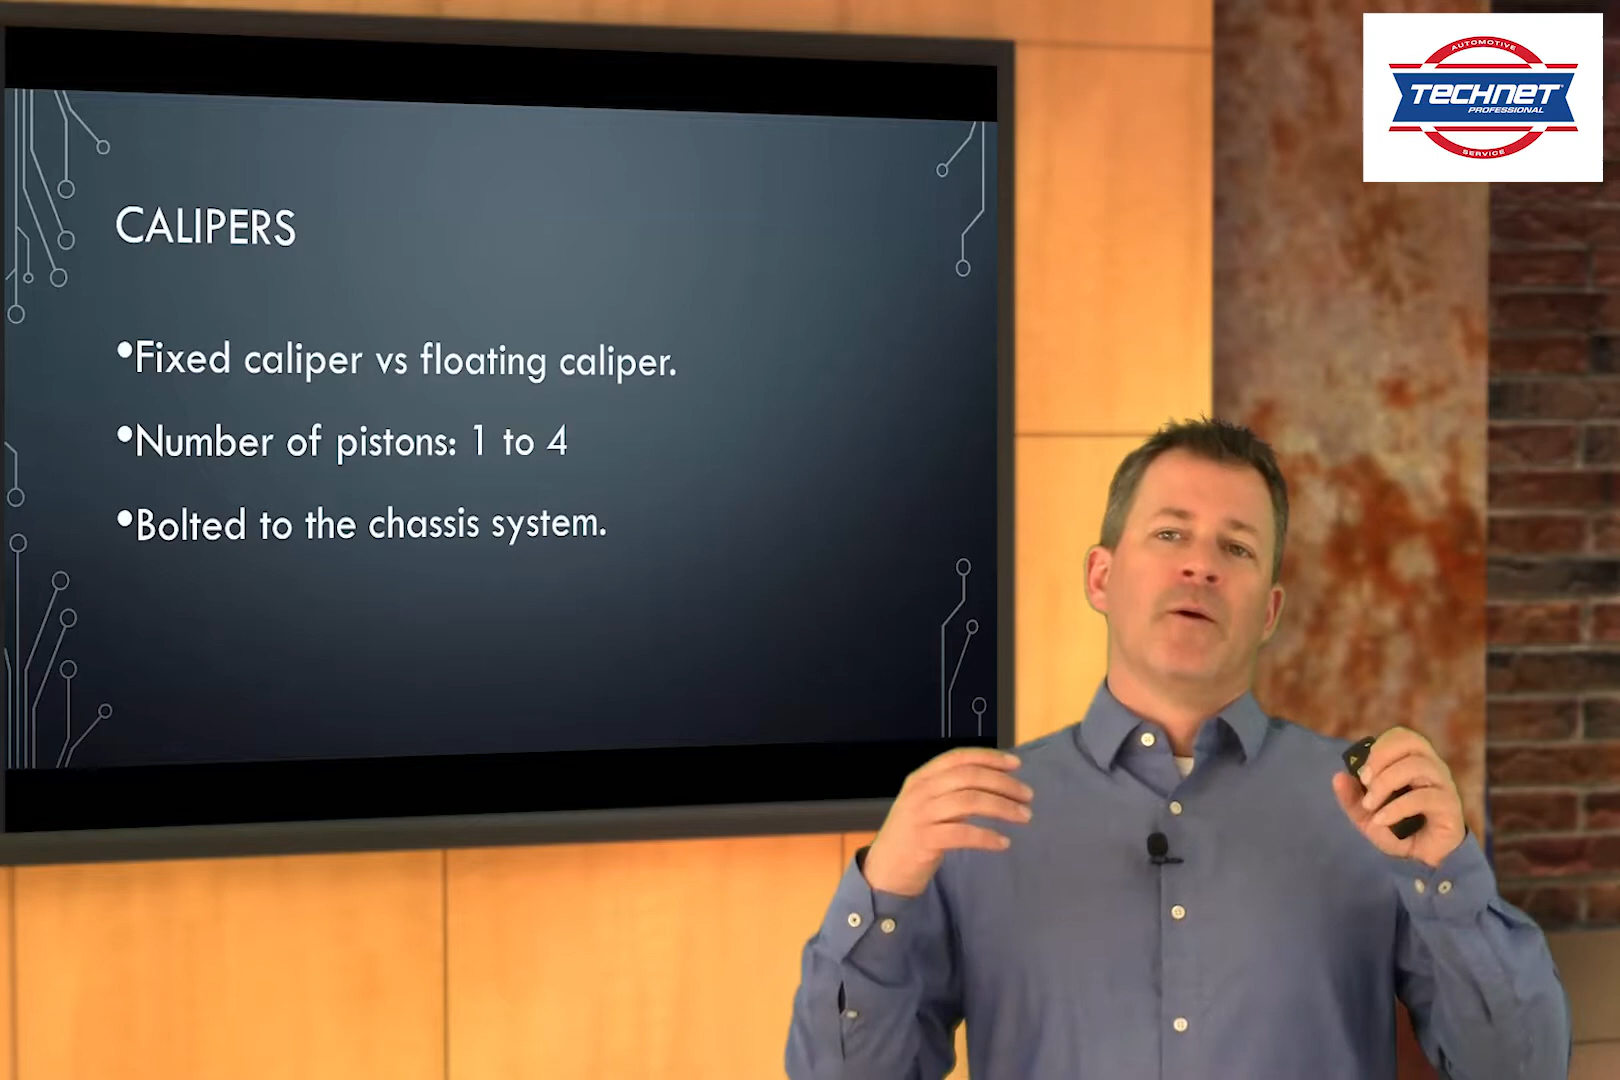 AUTOMOTIVE
TECHNET
PROFESSIONAL
SERVICE
CALIPERS
•Fixed caliper vs floating caliper.
•Number of pistons: 1 to 4
•Bolted to the chassis system.